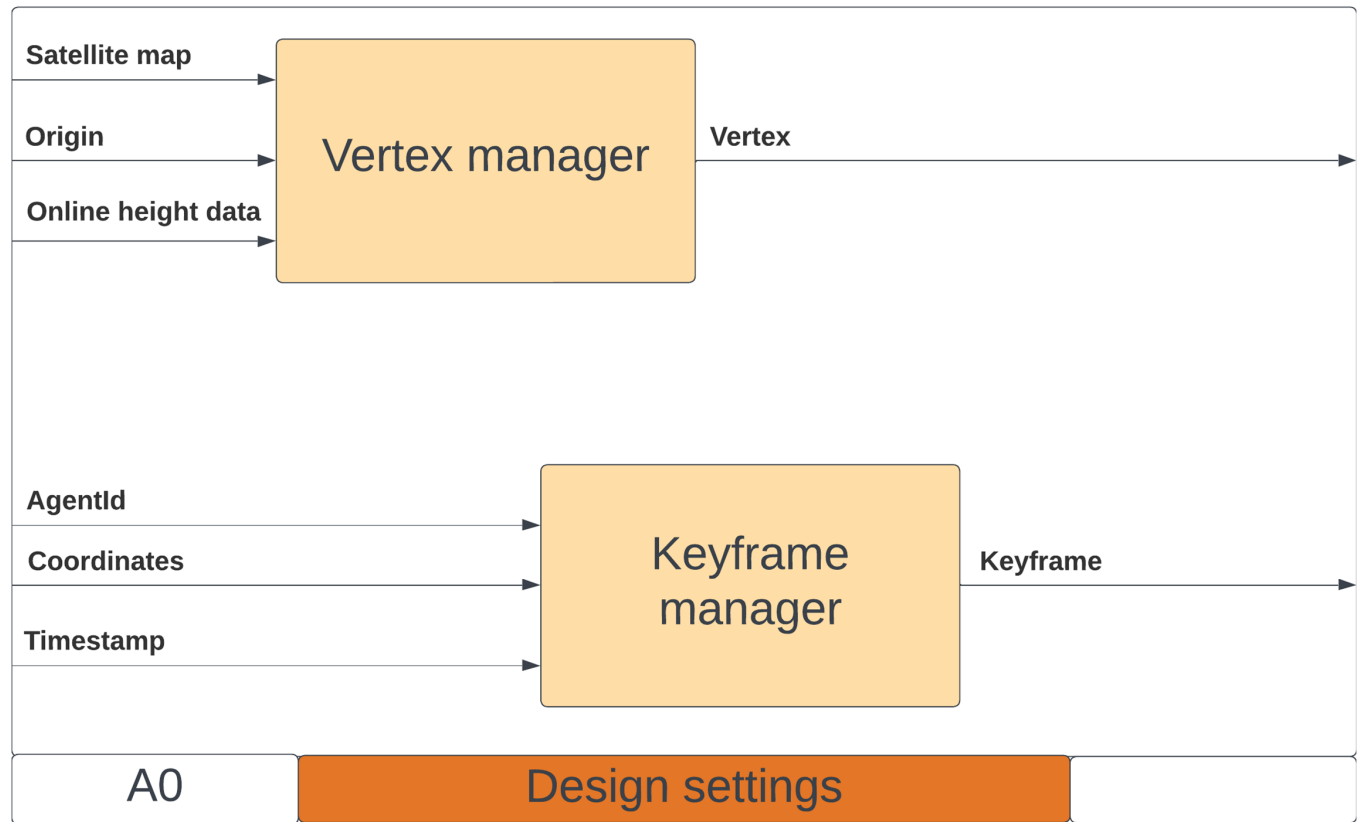 Satellite map
Origin
Online height data
Vertex manager
Vertex
AgentId
Coordinates
Timestamp
Keyframe
manager
Keyframe
A0
Design settings